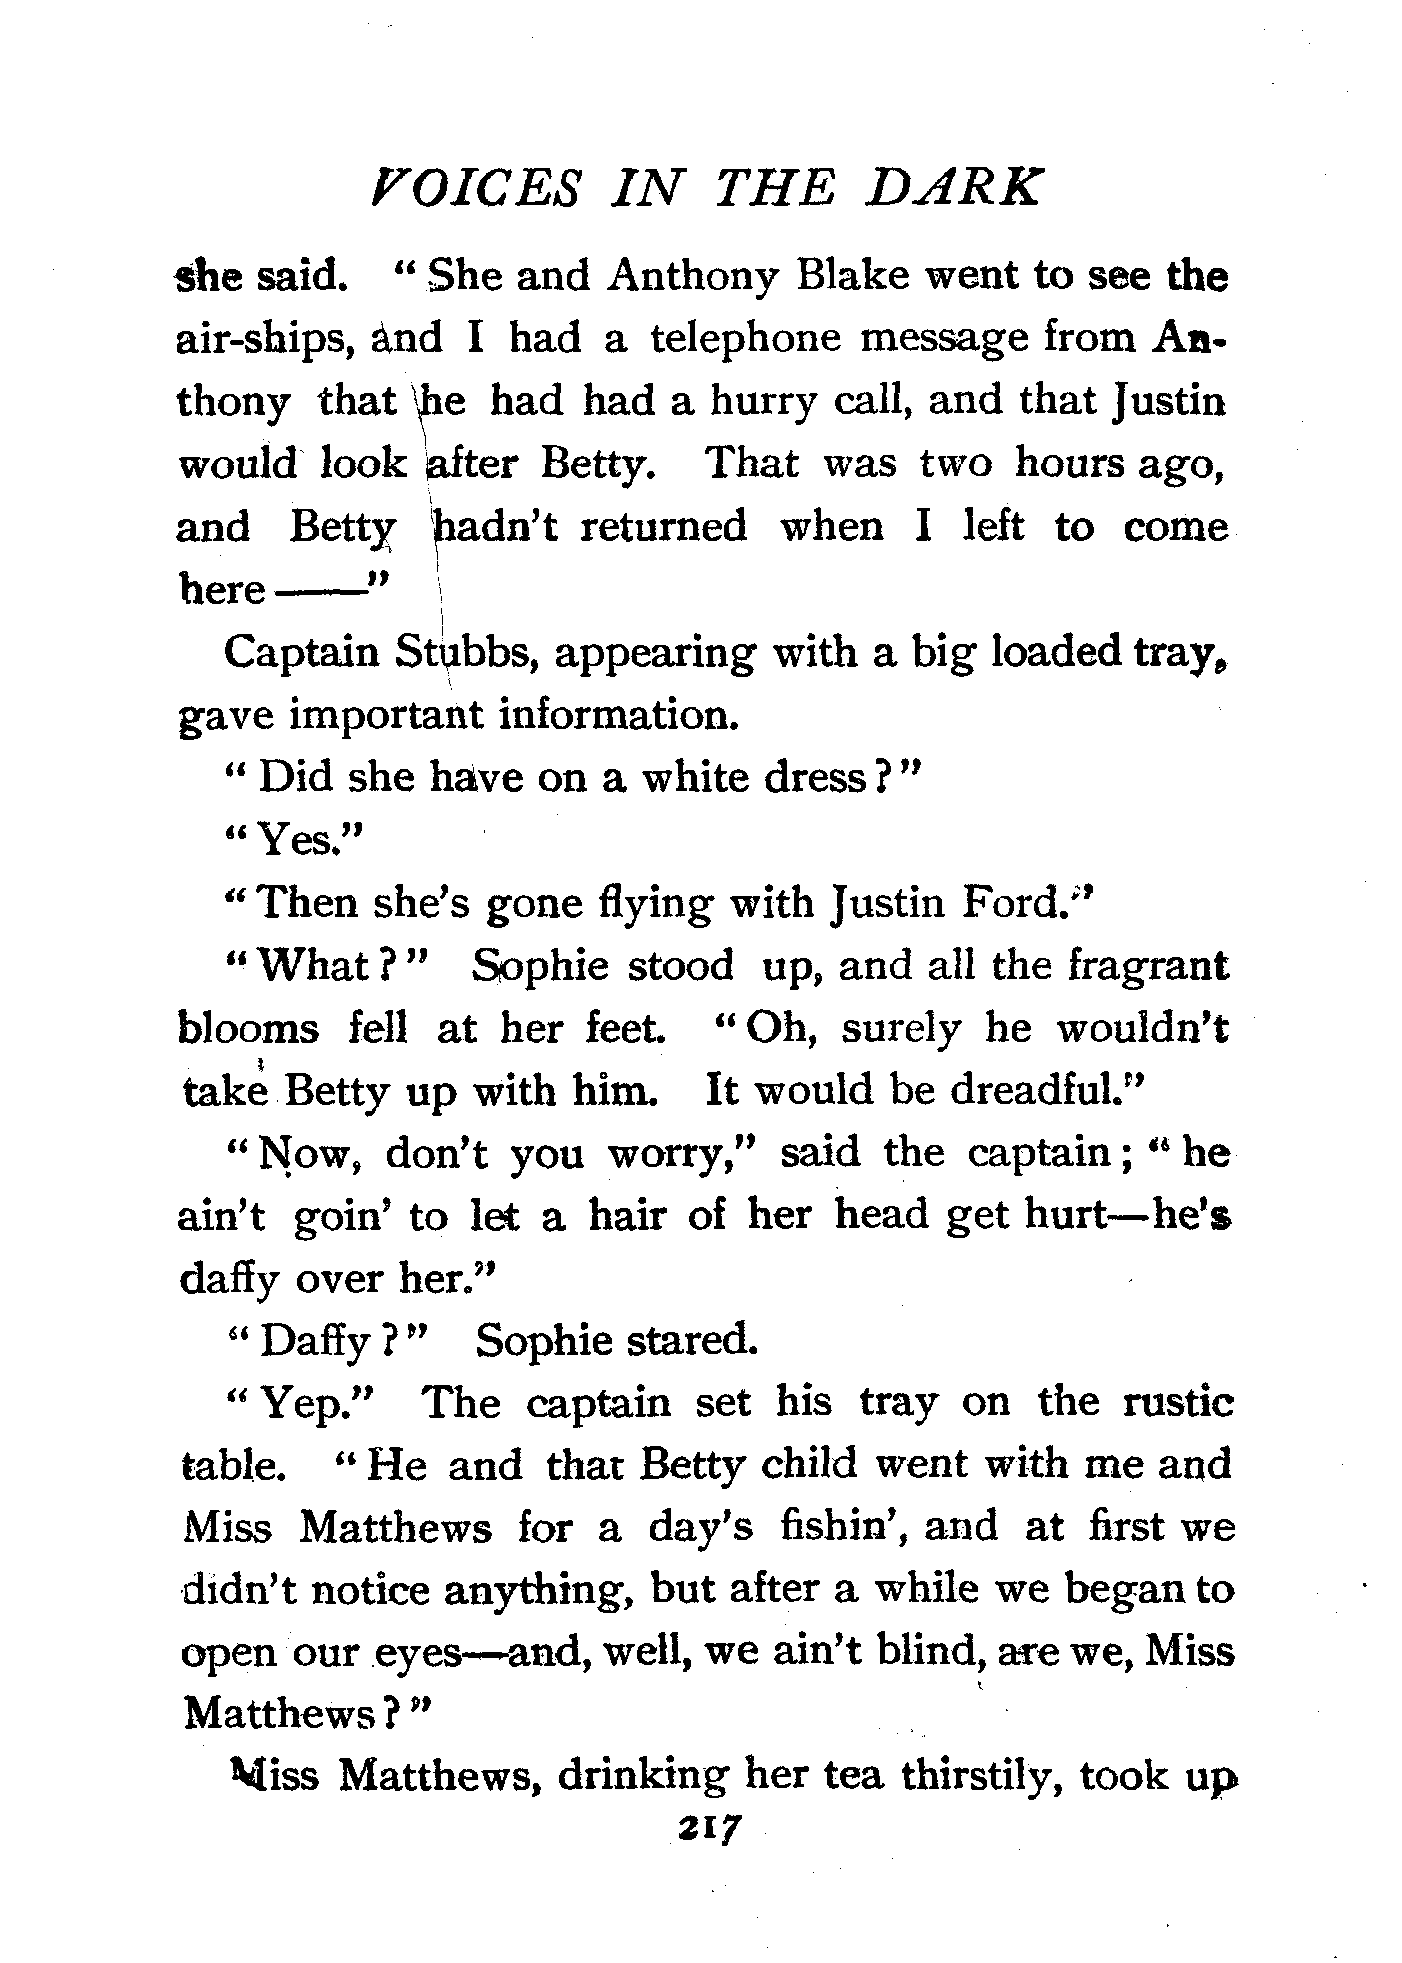 VOICES IN THE DARK
she said. "She and Anthony Blake went to see the
air-ships, and I had a telephone message from An-
thony that he had had a hurry call, and that Justin
would look after Betty. That was two hours ago,
and Betty hadn't returned when I left to come
here——"
Captain Stubbs, appearing with a big loaded tray,
gave important information.
"Did she have on a white dress?"
"Yes."
"Then she's gone flying with Justin Ford."
"What?" Sophie stood up, and all the fragrant
blooms fell at her feet. "Oh, surely he wouldn't
take Betty up with him. It would be dreadful."
"Now, don't you worry," said the captain; "he
ain't goin' to let a hair of her head get hurt—he's
daffy over her."
"Daffy?" Sophie stared.
"Yep." The captain set his tray on the rustic
table. "He and that Betty child went with me and
Miss Matthews for a day's fishin', and at first we
didn't notice anything, but after a while we began to
open our eyes—and, well, we ain't blind, are we, Miss
Matthews?"
Miss Matthews, drinking her tea thirstily, took up
217